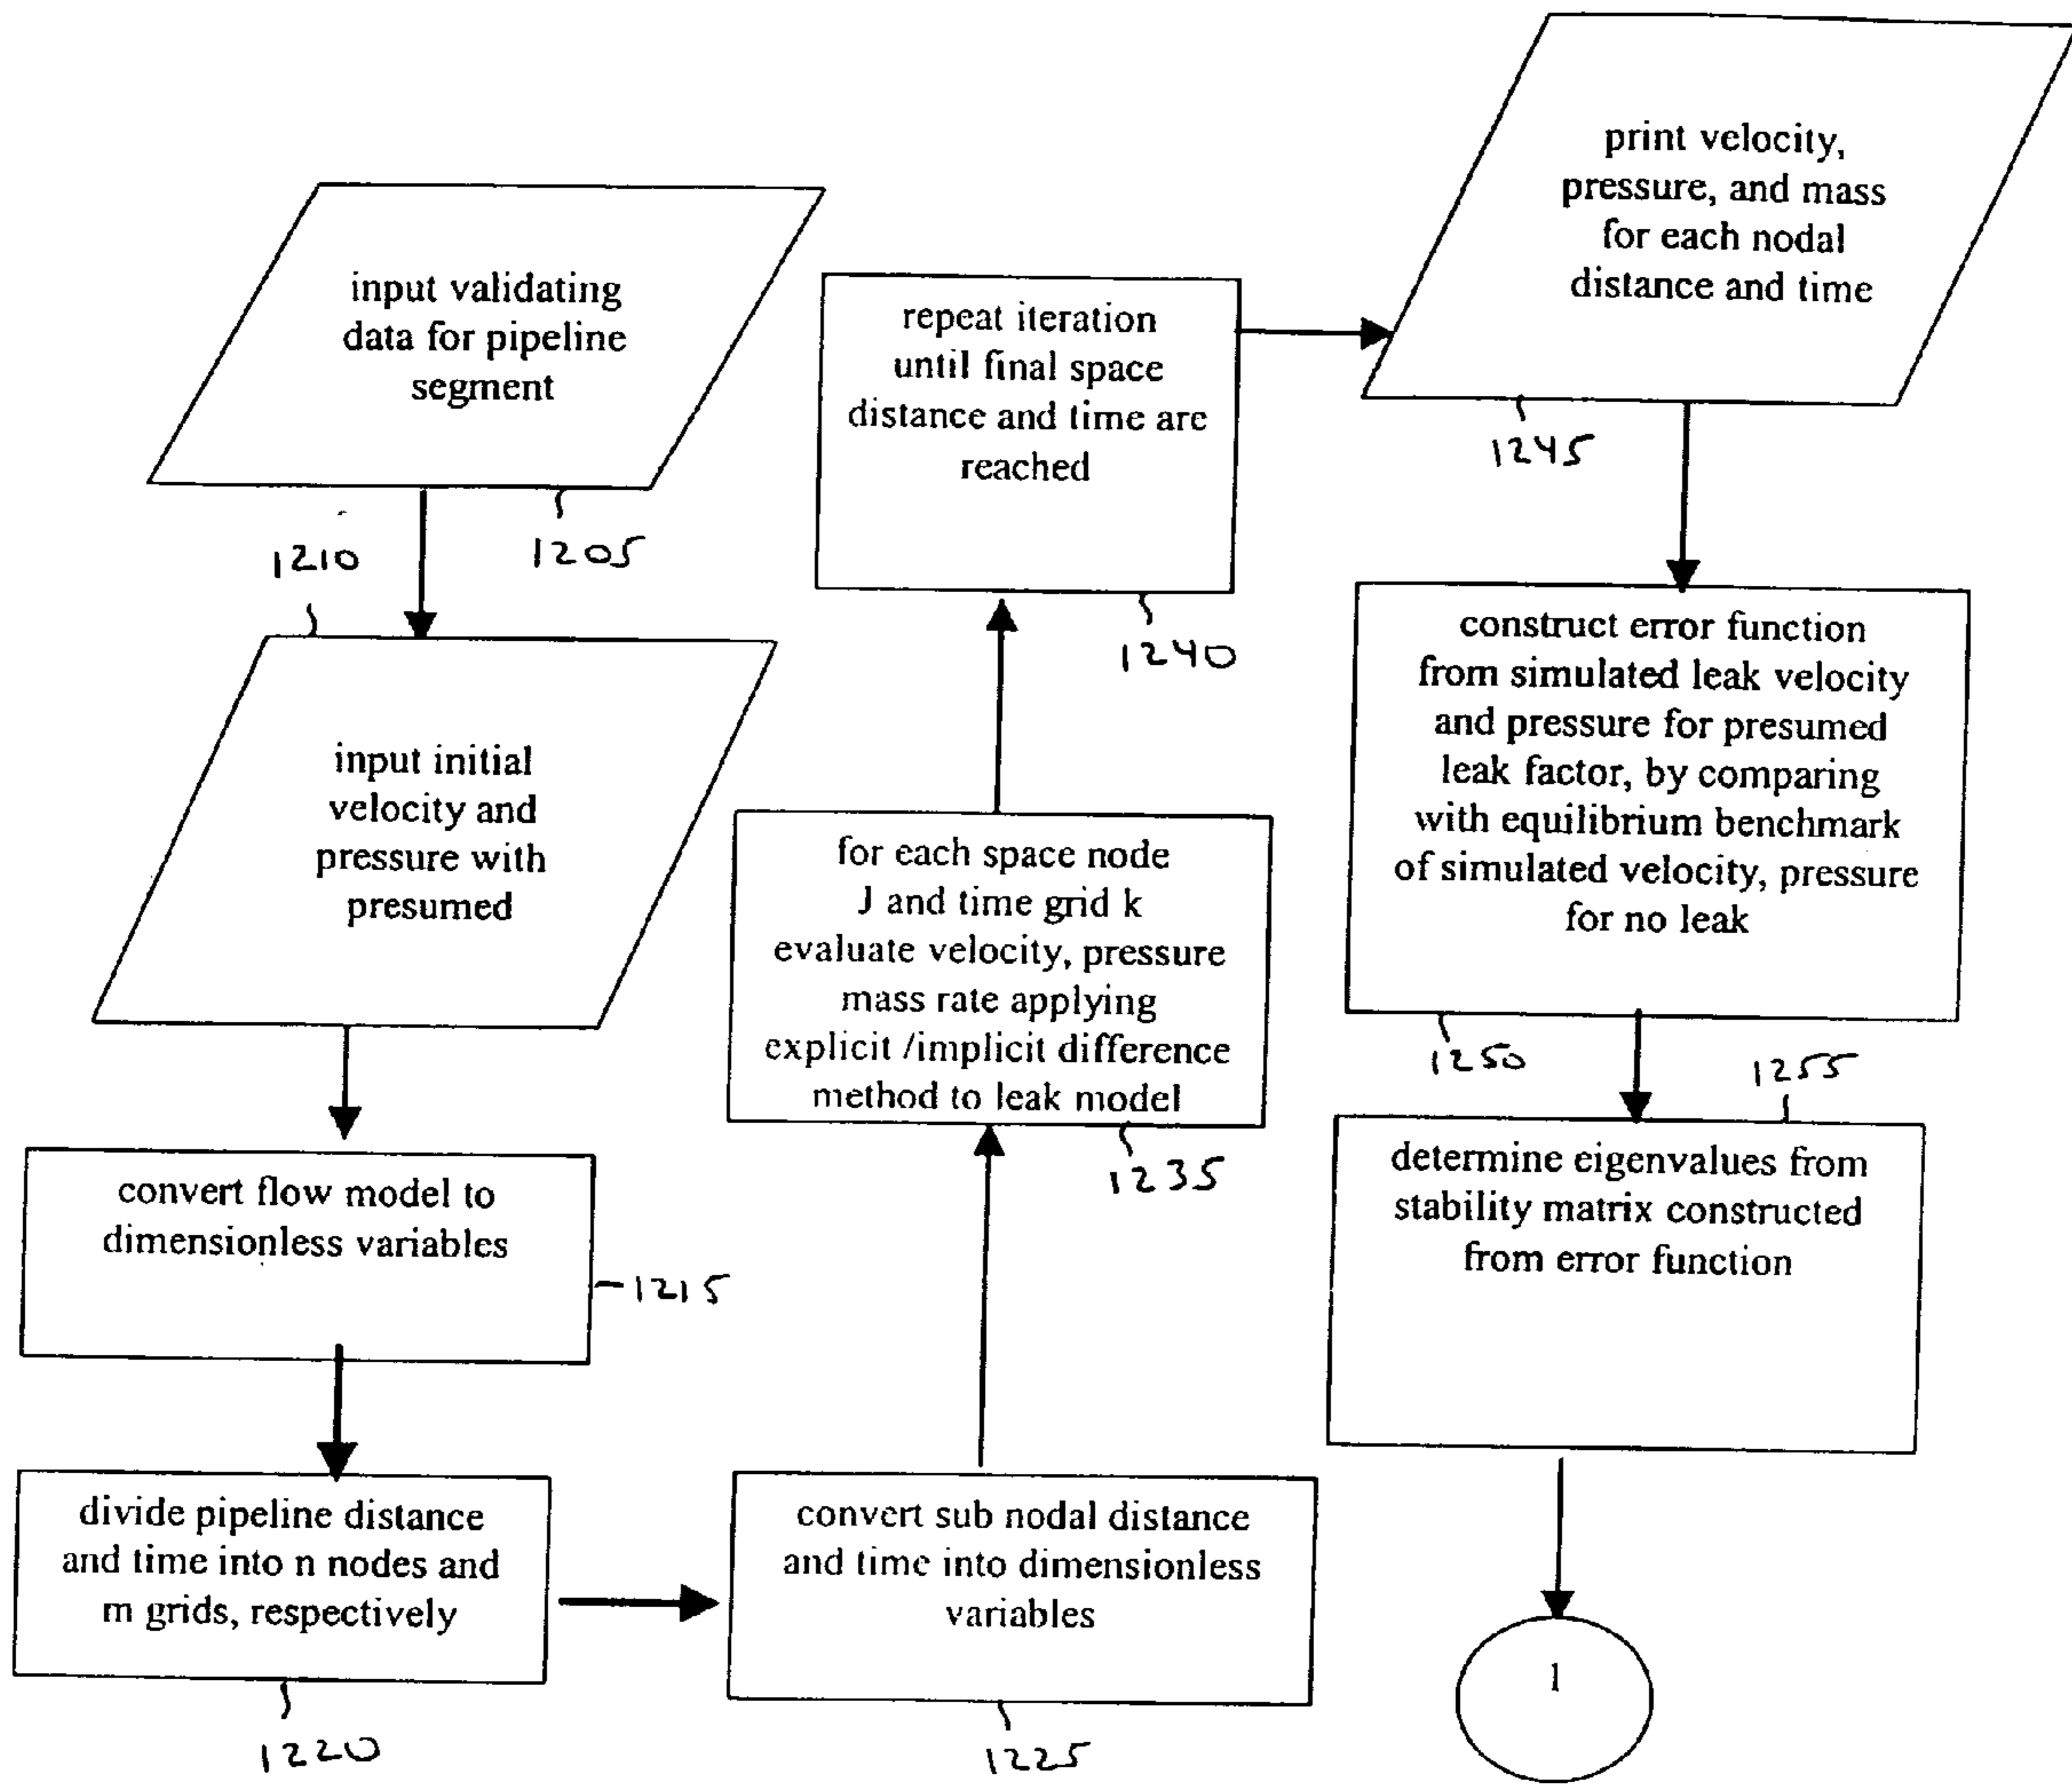 input validating
data for pipeline
segment
1205
1210
input initial
velocity and
pressure with
presumed
convert flow model to
dimensionless variables
1215
divide pipeline distance
and time into n nodes and
m grids, respectively
1220
convert sub nodal distance
and time into dimensionless
variables
1225
for each space node
J and time grid k
evaluate velocity, pressure
mass rate applying
explicit /implicit difference
method to leak model
1235
repeat iteration
until final space
distance and time are
reached
1240
print velocity,
pressure, and mass
for each nodal
distance and time
1245
construct error function
from simulated leak velocity
and pressure for presumed
leak factor, by comparing
with equilibrium benchmark
of simulated velocity, pressure
for no leak
1250
1255
determine eigenvalues from
stability matrix constructed
from error function
1